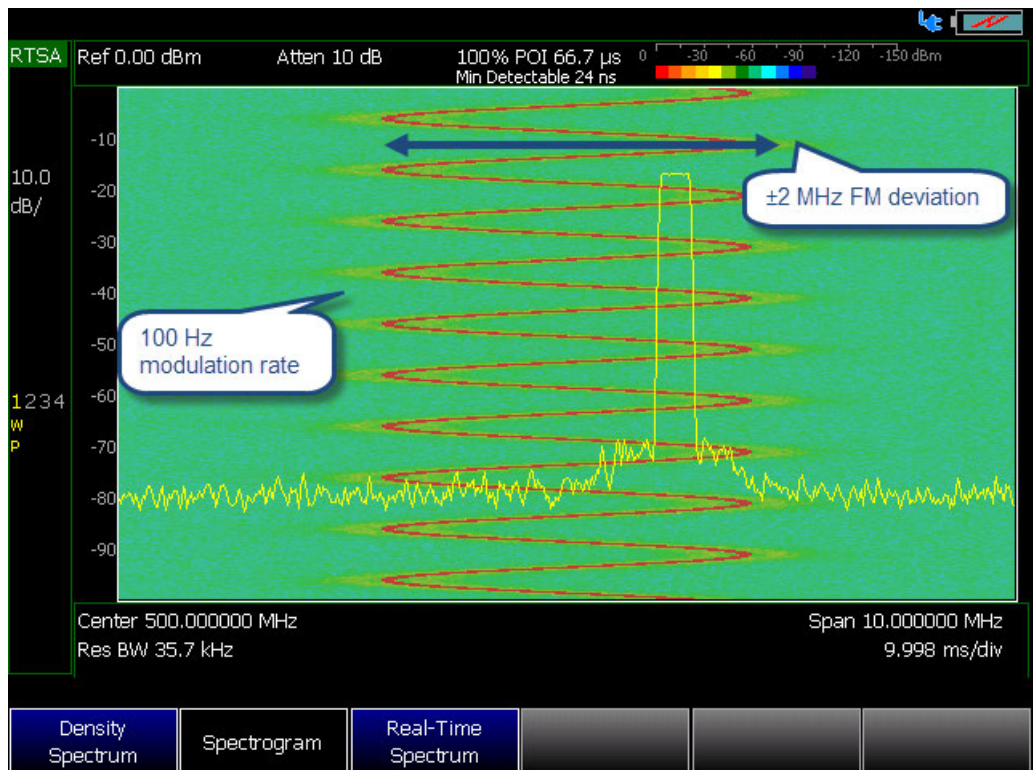 RTSA
Ref 0.00 dBm
Atten 10 dB
100% POI 66.7 µs
Min Detectable 24 ns
0 -30 -60 -90 -120 -150 dBm
10.0
dB/
-10
-20
-30
-40
-50
-60
-70
-80
-90
±2 MHz FM deviation
100 Hz
modulation rate
1234
W
P
Center 500.000000 MHz
Span 10.000000 MHz
Res BW 35.7 kHz
9.998 ms/div
Density
Spectrum
Spectrogram
Real-Time
Spectrum